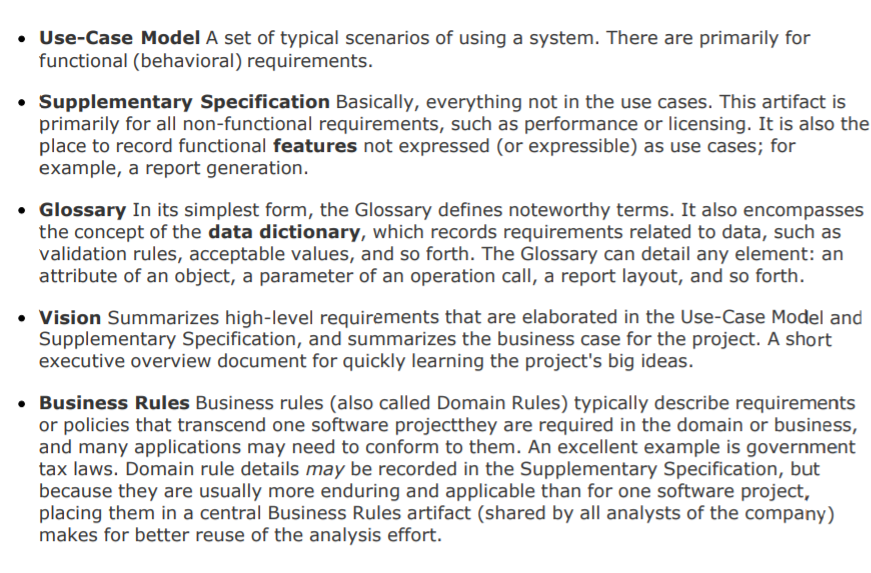 • Use-Case Model A set of typical scenarios of using a system. There are primarily for
functional (behavioral) requirements.
• Supplementary Specification Basically, everything not in the use cases. This artifact is
primarily for all non-functional requirements, such as performance or licensing. It is also the
place to record functional features not expressed (or expressible) as use cases; for
example, a report generation.
• Glossary In its simplest form, the Glossary defines noteworthy terms. It also encompasses
the concept of the data dictionary, which records requirements related to data, such as
validation rules, acceptable values, and so forth. The Glossary can detail any element: an
attribute of an object, a parameter of an operation call, a report layout, and so forth.
• Vision Summarizes high-level requirements that are elaborated in the Use-Case Model and
Supplementary Specification, and summarizes the business case for the project. A short
executive overview document for quickly learning the project's big ideas.
• Business Rules Business rules (also called Domain Rules) typically describe requirements
or policies that transcend one software projectthey are required in the domain or business,
and many applications may need to conform to them. An excellent example is government
tax laws. Domain rule details may be recorded in the Supplementary Specification, but
because they are usually more enduring and applicable than for one software project,
placing them in a central Business Rules artifact (shared by all analysts of the company)
makes for better reuse of the analysis effort.